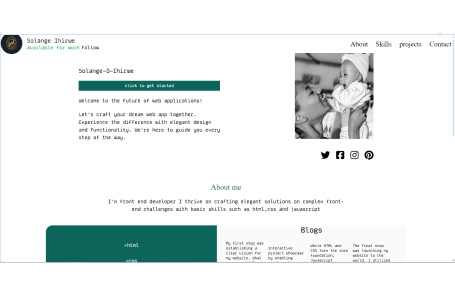 Solange Ihirwe
available for work follow
About Skills projects Contact
Solange-D-Ihirwe
click to get started
Welcome to the future of web applications!
Let's craft your dream web app together.
Experience the difference with elegant design
and functionality. We're here to guide you every
step of the way.
About me
I'm front end developer I thrive on crafting elegant solutions on complex front-
end challenges with basic skills such as html,css and javascript
+html
+css
Blogs
My first step was
establishing a
clear vision for
my website. What
Interactive
project showcase
by enabling
While HTML and
CSS form the
foundation,
JavaScript
The final step
was launching my
website to the
world. I utilized